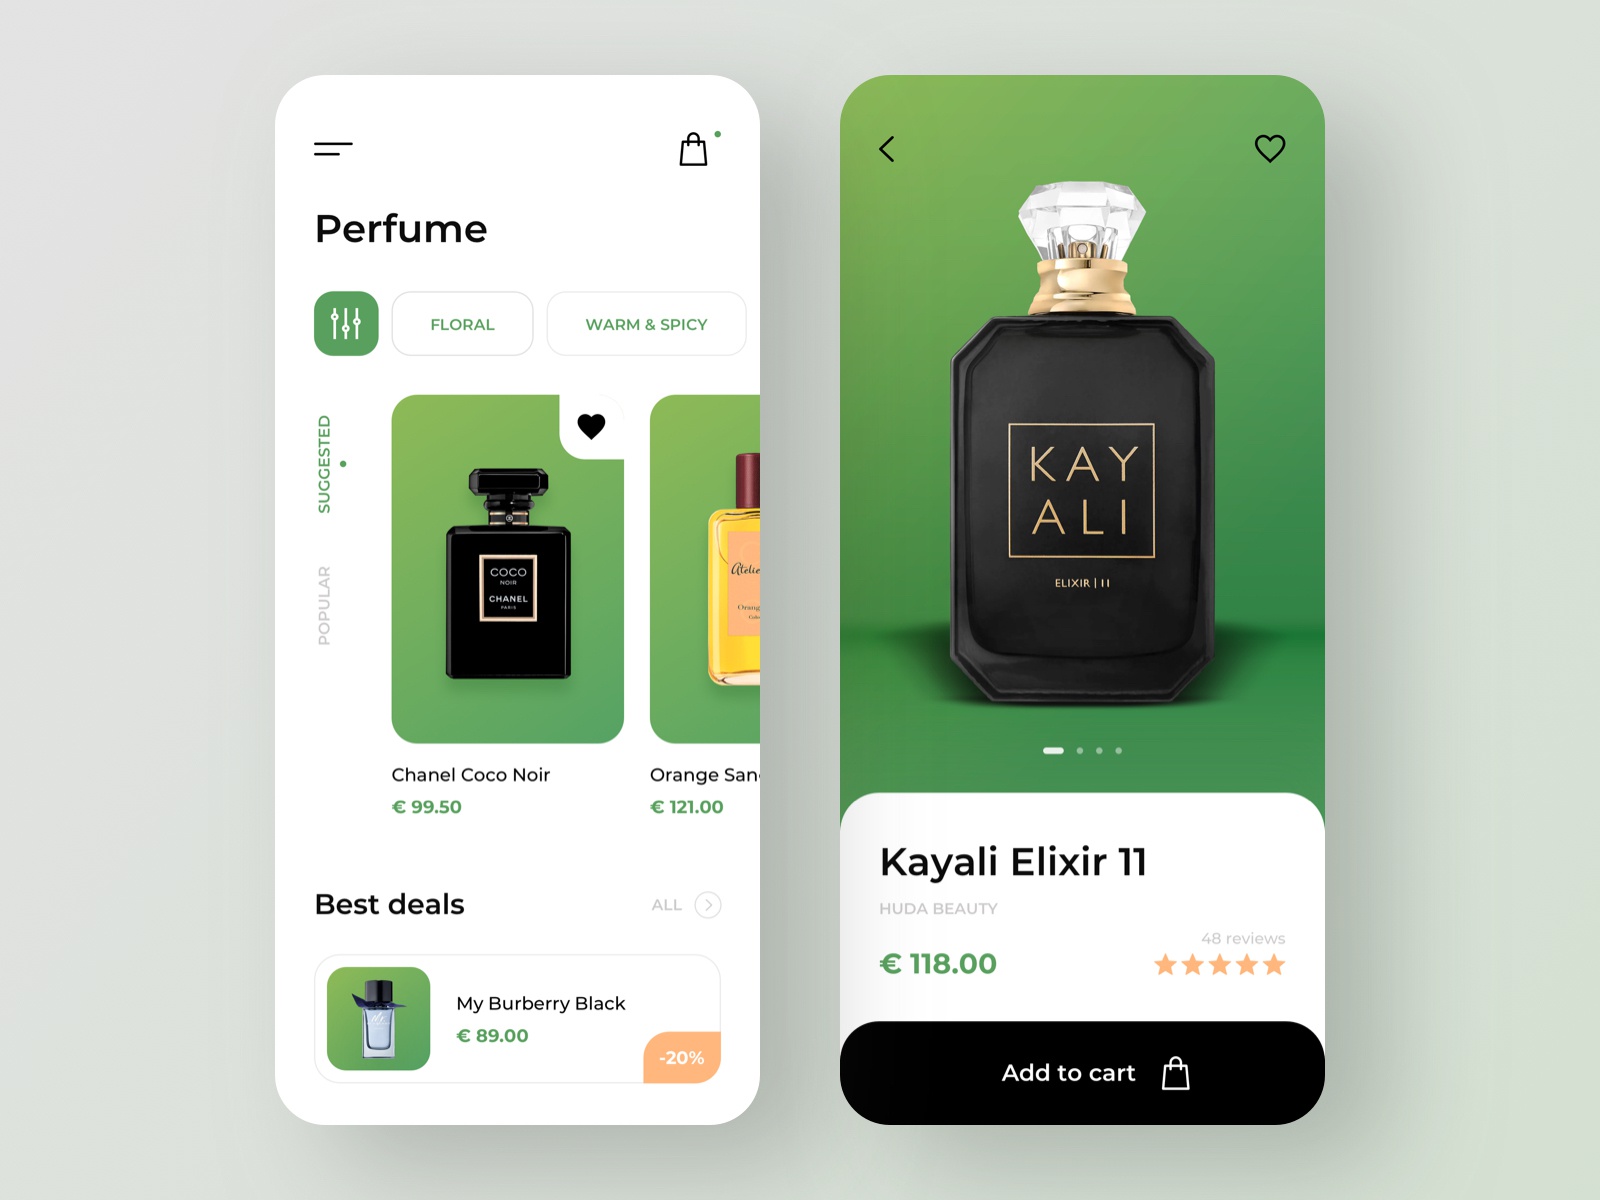 Perfume
FLORAL
WARM & SPICY
SUGGESTED
POPULAR
COCO
NOIR
CHANEL
PARIS
Chanel Coco Noir
€ 99.50
€ 121.00
Orange
Best deals
ALL
My Burberry Black
€ 89.00
-20%
KAY
ALI
ELIXIR | 11
Kayali Elixir 11
HUDA BEAUTY
48 reviews
€ 118.00
Add to cart